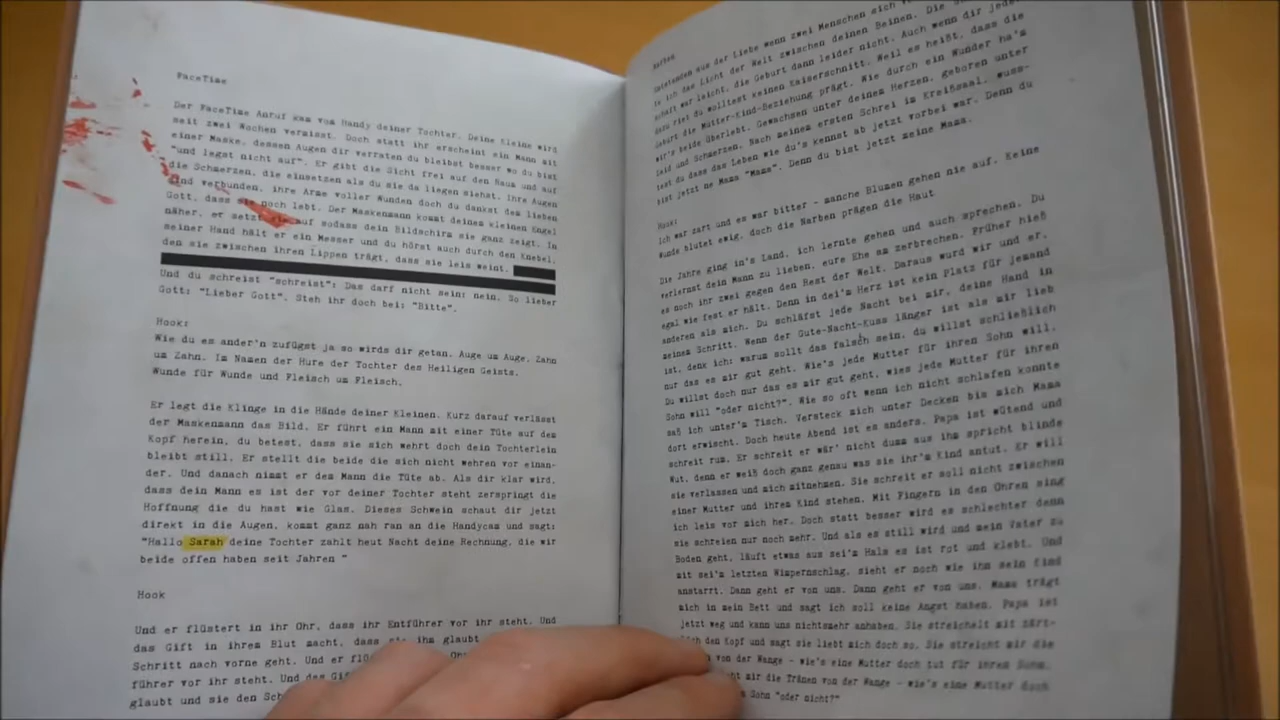 FaceTime
Der FaceTime Anruf kam vom Handy deiner Tochter. Deine Kleine wird
seit zwei Wochen vermisst. Doch statt ihr erscheint ein Mann mit
einer Maske, dessen Augen dir verraten du bleibst besser wo du bist
"und legst nicht auf". Er gibt die Sicht frei auf den Raum und auf
die Schmerzen, die einsetzen als du sie da liegen siehst. Ihre Augen
sind verbunden, ihre Arme voller Wunden doch du dankst dem lieben
Gott, dass sie noch lebt. Der Maskenmann kommt deinem kleinen Engel
näher, er setzt sie auf sodass dein Bildschirm sie ganz zeigt. In
seiner Hand hält er ein Messer und du hörst auch durch den Knebel,
den sie zwischen ihren Lippen trägt, dass sie leis weint.
Und du schreist "schreist": Das darf nicht sein: nein. So lieber
Gott: "Lieber Gott". Steh ihr doch bei: "Bitte".
Hook:
Wie du es ander'n zufügst ja so wirds dir getan. Auge um Auge, Zahn
um Zahn. Im Namen der Hure der Tochter des Heiligen Geists.
Wunde für Wunde und Fleisch um Fleisch.
Er legt die Klinge in die Hände deiner Kleinen. Kurz darauf verlässt
der Maskenmann das Bild. Er führt ein Mann mit einer Tüte auf dem
Kopf herein, du betest, dass sie sich wehrt doch dein Töchterlein
bleibt still. Er stellt die beide die sich nicht wehren vor einan-
der. Und danach nimmt er dem Mann die Tüte ab. Als dir klar wird,
dass dein Mann es ist der vor deiner Tochter steht zerspringt die
Hoffnung die du hast wie Glas. Dieses Schwein schaut dir jetzt
direkt in die Augen, kommt ganz nah ran an die Handycam und sagt:
"Hallo Sarah deine Tochter zahlt heut Nacht deine Rechnung, die wir
beide offen haben seit Jahren "
Hook
Und er flüstert in ihr Ohr, dass ihr Entführer vor ihr steht. Und
das Gift in ihrem Blut macht, dass sie ihm glaubt
Schritt nach vorne geht. Und er
führer vor ihr steht. Und das
glaubt und sie den
Narben
Entstanden aus der Liebe wenn zwei Menschen sich
ich das Licht der Welt zwischen deinen Beinen. Die
schaft war leicht, die Geburt dann leider nicht. Auch wenn dir jeder
dazu riet du wolltest keinen Kaiserschnitt. Weil es heißt, dass die
Geburt die Mutter-Kind-Beziehung prägt. Wie durch ein Wunder ha'm
wir's beide überlebt. Gewachsen unter deinem Herzen, geboren unter
Leid und Schmerzen. Nach meinem ersten Schrei im Kreißsaal, wuss-
test du dass das Leben wie du's kennst ab jetzt vorbei war. Denn du
bist jetzt ne Mama "Mama". Denn du bist jetzt meine Mama.
Hook:
Ich war zart und es war bitter - manche Blumen gehen nie auf. Keine
Wunde blutet ewig, doch die Narben prägen die Haut
Die Jahre ging in's Land, ich lernte gehen und auch sprechen. Du
verlernst dein Mann zu lieben, eure Ehe am zerbrechen. Früher hieß
es noch ihr zwei gegen den Rest der Welt. Daraus wurd wir und er,
egal wie fest er hält. Denn in dei'm Herz ist kein Platz für jemand
anderen als mich. Du schläfst jede Nacht bei mir, deine Hand in
meinem Schritt. Wenn der Gute-Nacht-Kuss länger ist als mir lieb
ist, denk ich: warum sollt das falsch sein, du willst schließlich
nur das es mir gut geht. Wie's jede Mutter für ihren Sohn will.
Du willst doch nur das es mir gut geht, wies jede Mutter für ihren
Sohn will "oder nicht?". Wie so oft wenn ich nicht schlafen konnte
saß ich unter'm Tisch. Versteck mich unter Decken bis mich Mama
dort erwischt. Doch heute Abend ist es anders. Papa ist wütend und
schreit rum. Er schreit er wär' nicht dumm aus ihm spricht blinde
Wut, denn er weiß doch ganz genau was sie ihr'm Kind antut. Er will
sie verlassen und mich mitnehmen. Sie schreit er soll nicht zwischen
einer Mutter und ihrem Kind stehen. Mit Fingern in den Ohren sing
ich leis vor mich her. Doch statt besser wird es schlechter denn
sie schreien nur noch mehr. Und als es still wird und mein Vater zu
Boden geht, läuft etwas aus sei'm Hals es ist rot und klebt. Und
mit sei'm letzten Wimpernschlag, sieht er noch wie ihm sein Kind
anstarrt. Dann geht er von uns. Dann geht er von uns. Mama trägt
mich in mein Bett und sagt ich soll keine Angst haben. Papa ist
jetzt weg und kann uns nichtsmehr anhaben. Sie streichelt mit zärt-
lich den Kopf und sagt sie liebt mich doch so. Sie streicht mir die
von der Wange - wie's eine Mutter doch tut für ihrem Sohn.
mir die Tränen von der Wange - wie's eine Mutter doch
Sohn "oder nicht?"